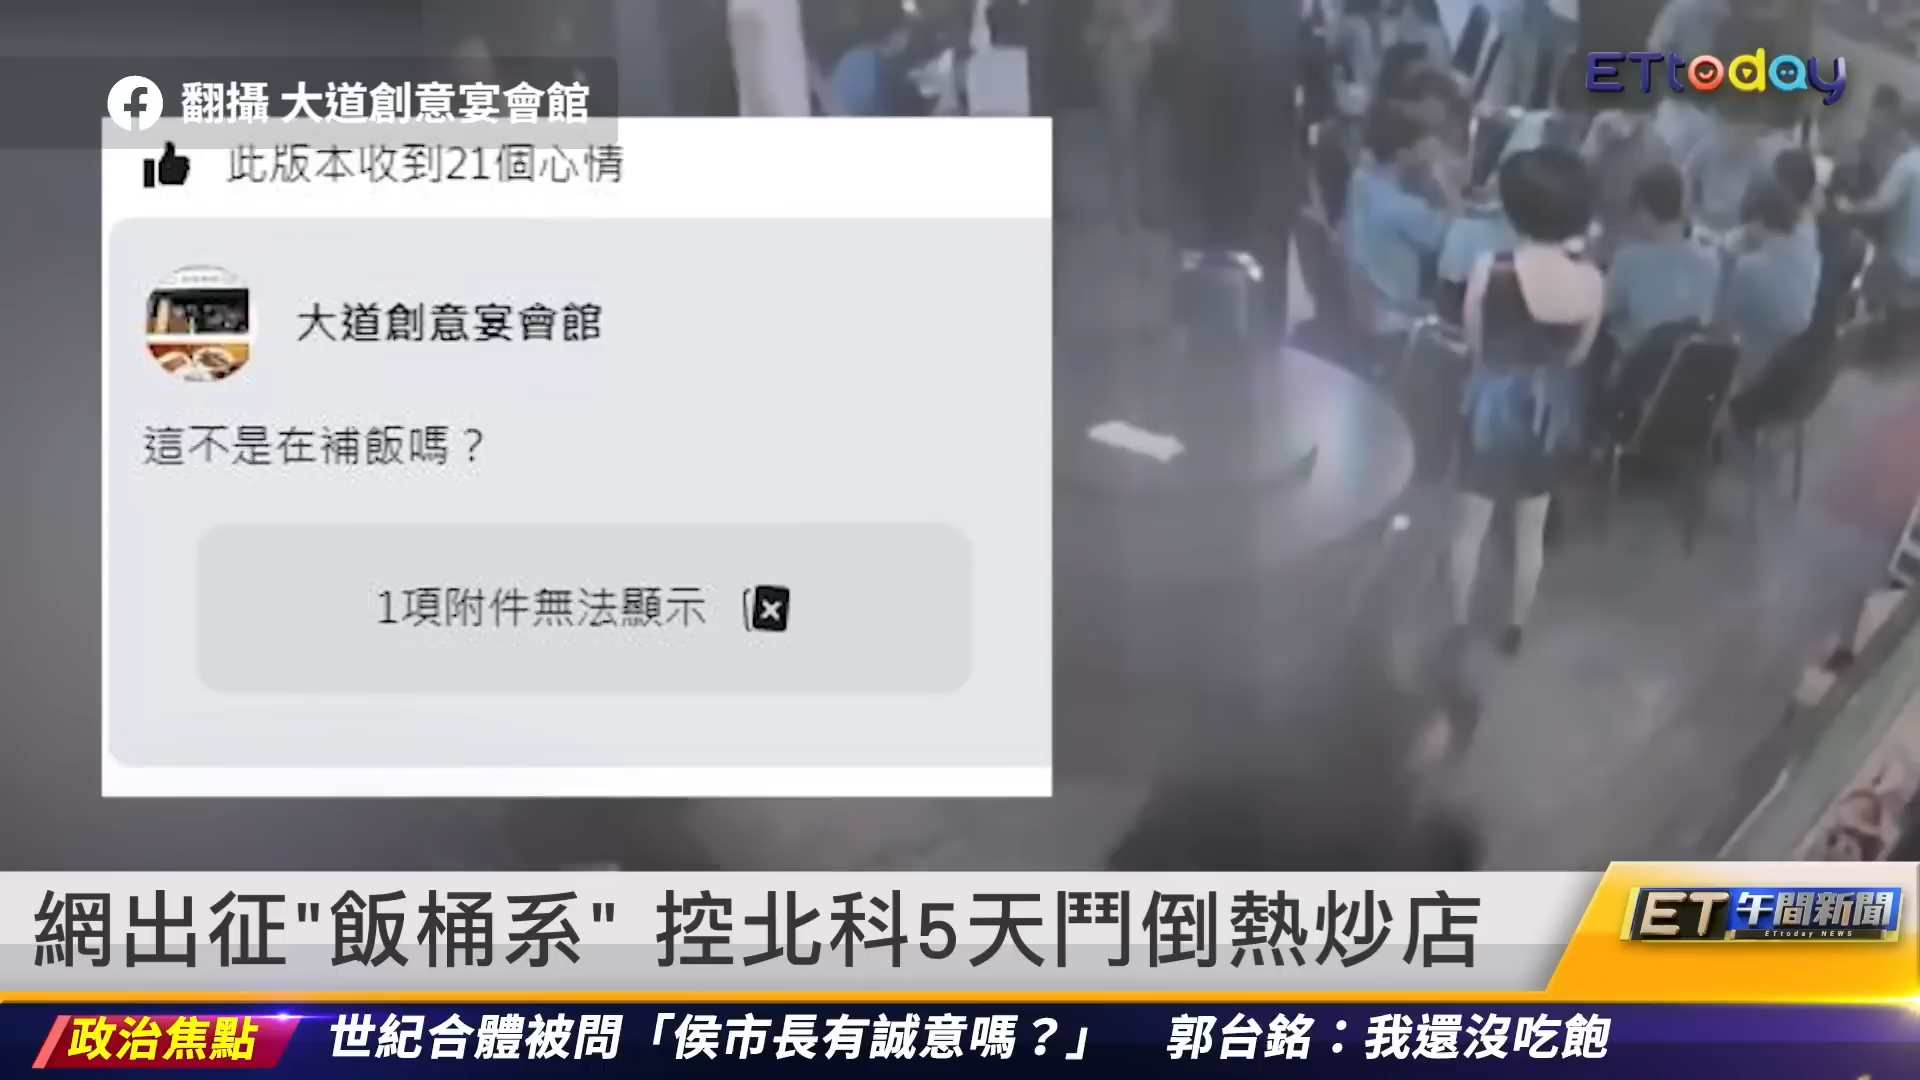 翻攝 大道創意宴會館
ETtoday
此版本收到21個心情
大道創意宴會館
這不是在補飯嗎？
1項附件無法顯示
網出征"飯桶系" 控北科5天鬥倒熱炒店
ET午間新聞
ETtoday NEWS
政治焦點 世紀合體被問「侯市長有誠意嗎？」 郭台銘：我還沒吃飽